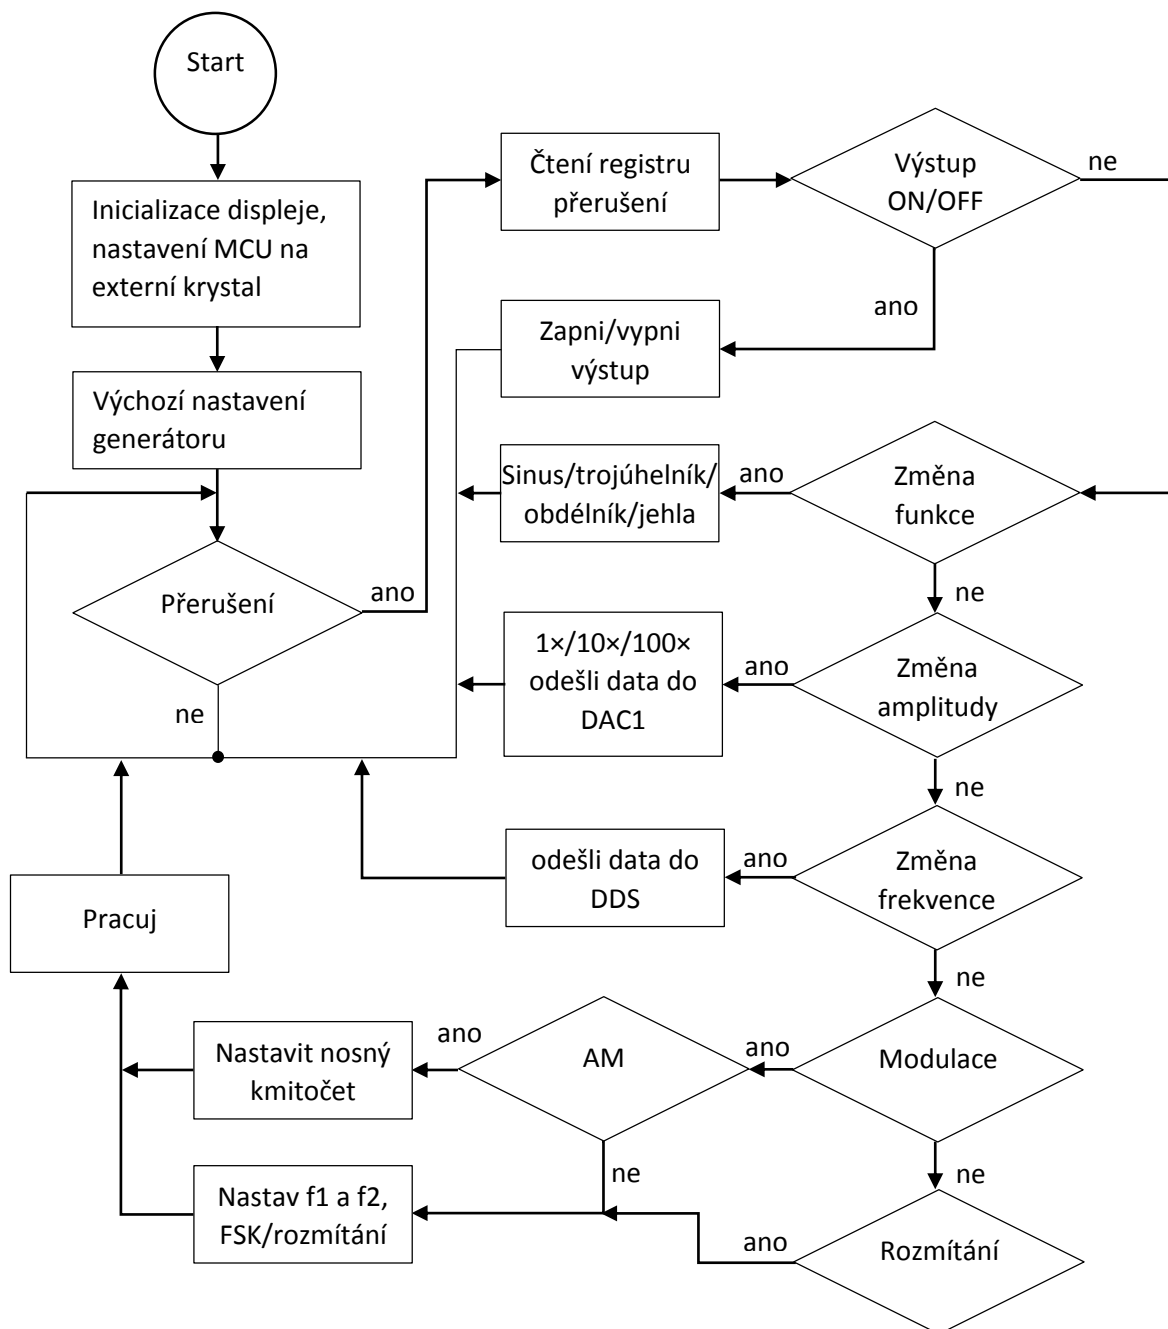 Start
Inicializace displeje,
nastavení MCU na
externí krystal
Výchozí nastavení
generátoru
Přerušení
ano
ne
Čtení registru
přerušení
Výstup
ON/OFF
ne
ano
Zapni/vypni
výstup
Změna
funkce
ano
Sinus/trojúhelník/
obdélník/jehla
ne
Změna
amplitudy
ano
1×/10×/100×
odešli data do
DAC1
ne
Změna
frekvence
ano
odešli data do
DDS
ne
Modulace
ano
AM
ano
Nastavit nosný
kmitočet
ne
ne
Rozmítání
ano
Nastav f1 a f2,
FSK/rozmítání
Pracuj